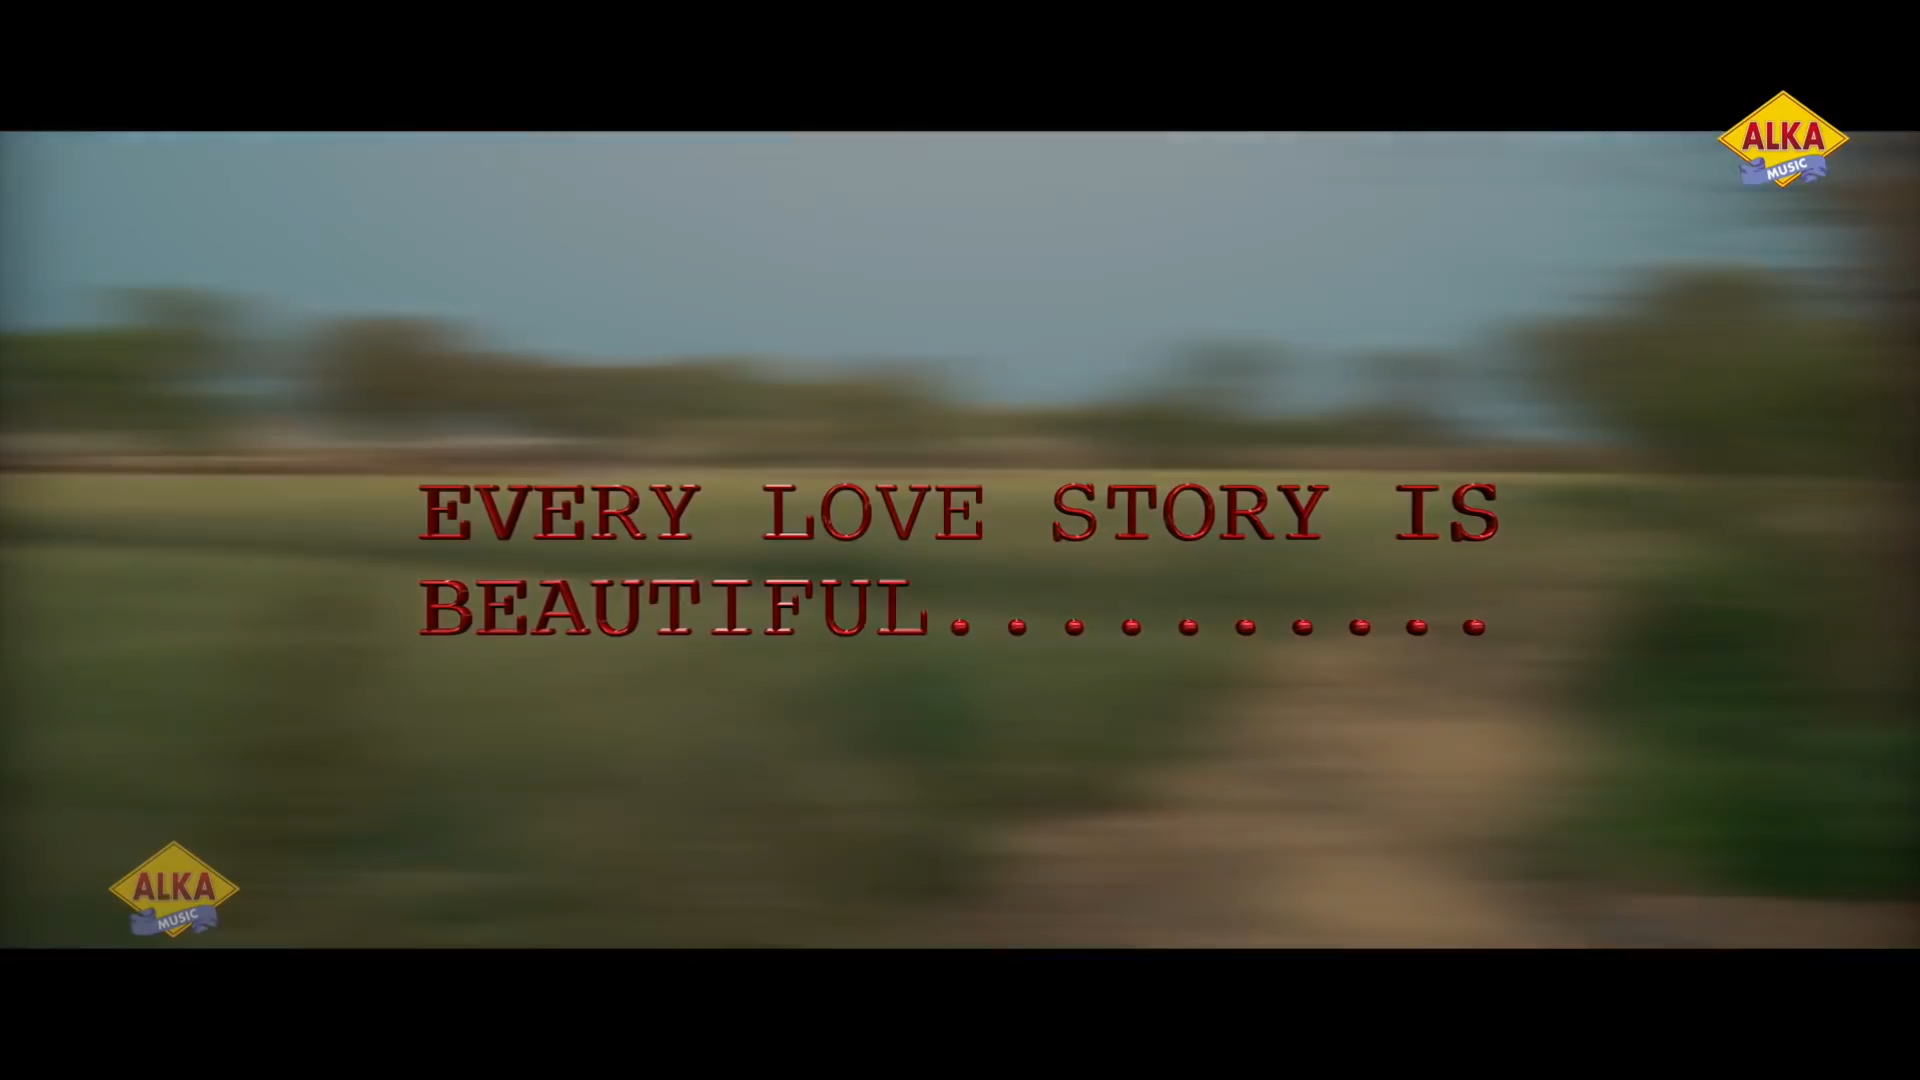 ALKA
MUSIC
EVERY LOVE STORY IS
BEAUTIFUL..........
ALKA
MUSIC